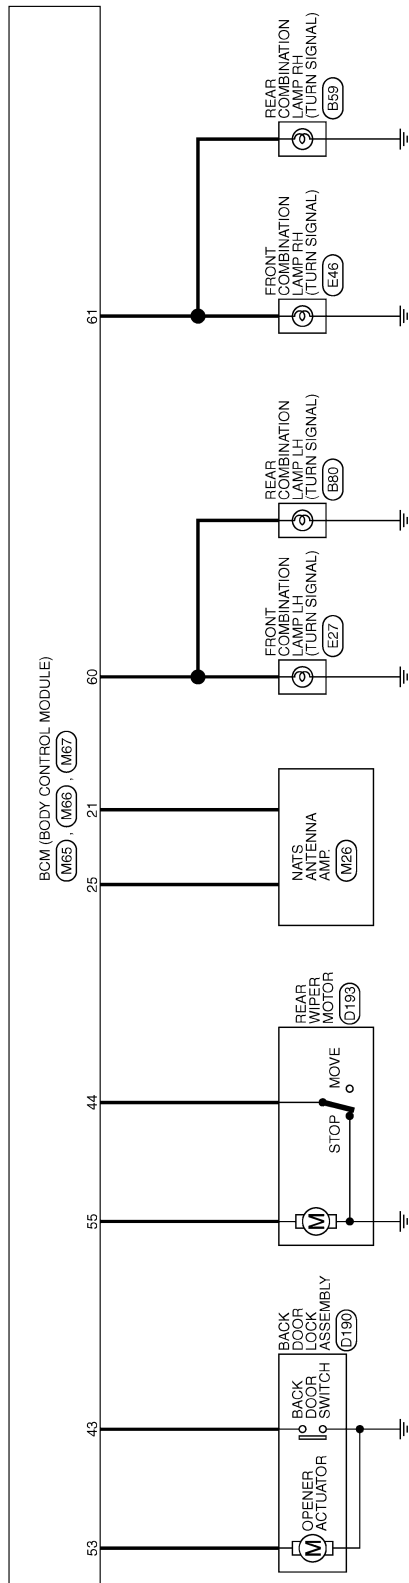 REAR
COMBINATION
LAMP RH
(TURN SIGNAL)
B59
FRONT
COMBINATION
LAMP RH
(TURN SIGNAL)
E46
61
REAR
COMBINATION
LAMP LH
(TURN SIGNAL)
B80
FRONT
COMBINATION
LAMP LH
(TURN SIGNAL)
E27
60
BCM (BODY CONTROL MODULE)
M65 , M66 , M67
21
25
NATS
ANTENNA
AMP.
M26
REAR
WIPER
MOTOR
D193
44
STOP MOVE
M
55
BACK
DOOR
LOCK
ASSEMBLY
D190
43
BACK
DOOR
SWITCH
53
M
OPENER
ACTUATOR